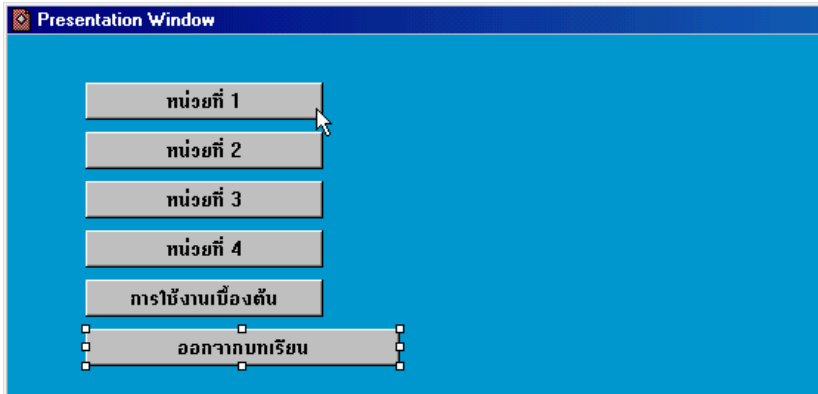 Presentation Window
หน่วยที่ 1
หน่วยที่ 2
หน่วยที่ 3
หน่วยที่ 4
การใช้งานเบื้องต้น
ออกจากบทเรียน